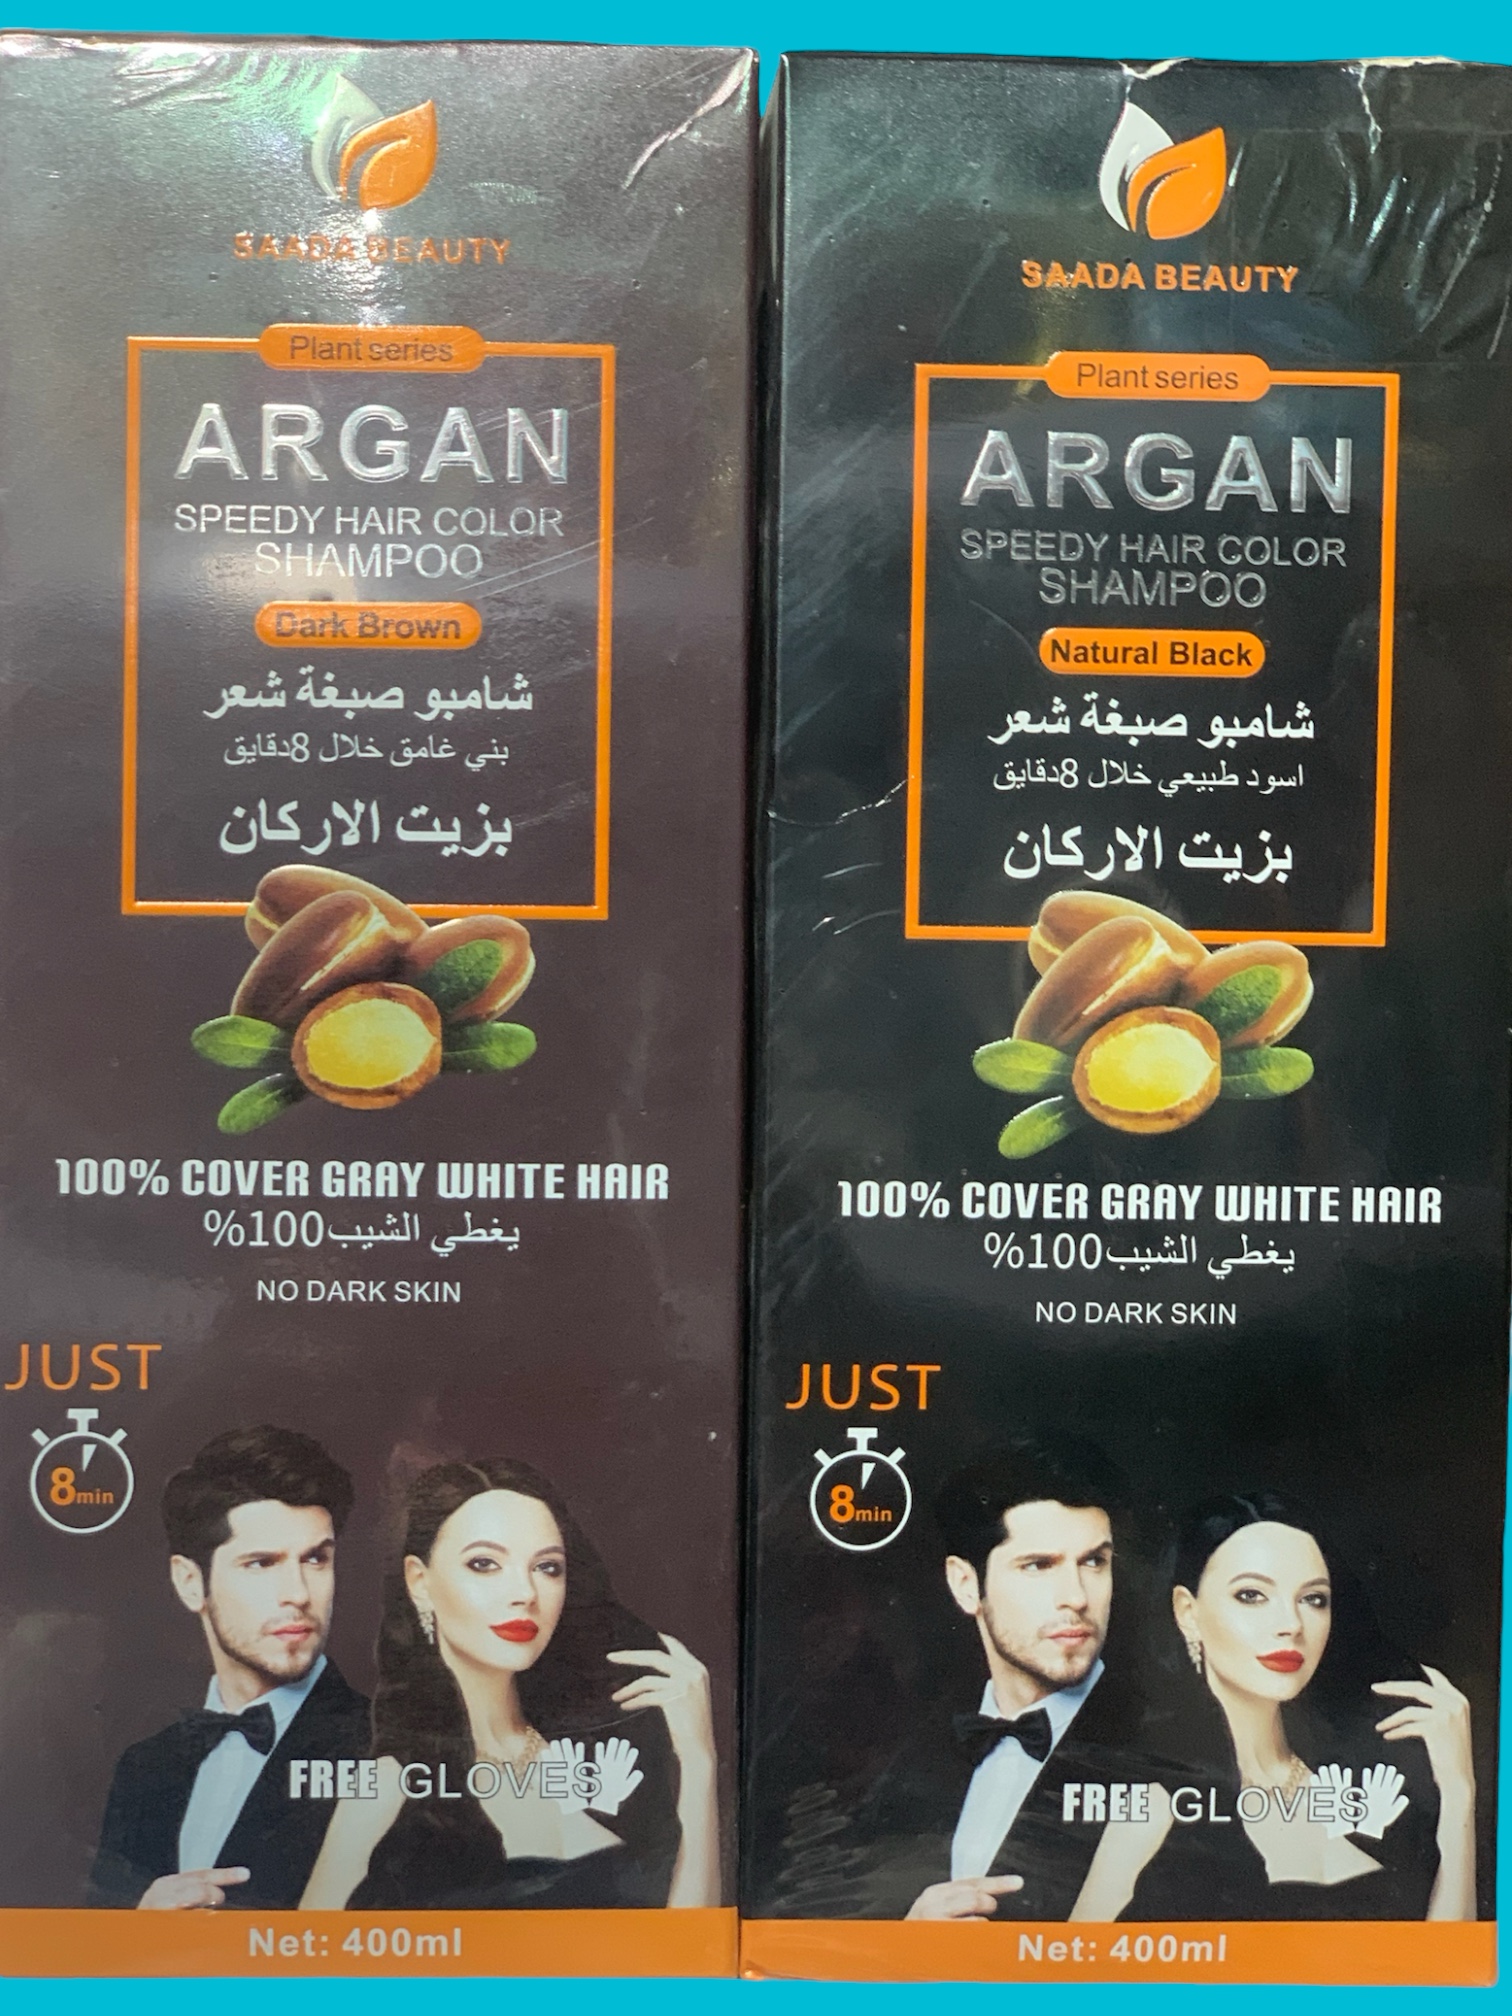 SAADA BEAUTY
Plant series
ARGAN
SPEEDY HAIR COLOR
SHAMPOO
Dark Brown
شامبو صبغة شعر
بني غامق خلال 8دقايق
بزيت الاركان
100% COVER GRAY WHITE HAIR
يغطي الشيب100%
NO DARK SKIN
JUST
8min
FREE GLOVES
Net: 400ml
SAADA BEAUTY
Plant series
ARGAN
SPEEDY HAIR COLOR
SHAMPOO
Natural Black
شامبو صبغة شعر
اسود طبيعي خلال 8دقايق
بزيت الاركان
100% COVER GRAY WHITE HAIR
يغطي الشيب100%
NO DARK SKIN
JUST
8min
FREE GLOVES
Net: 400ml